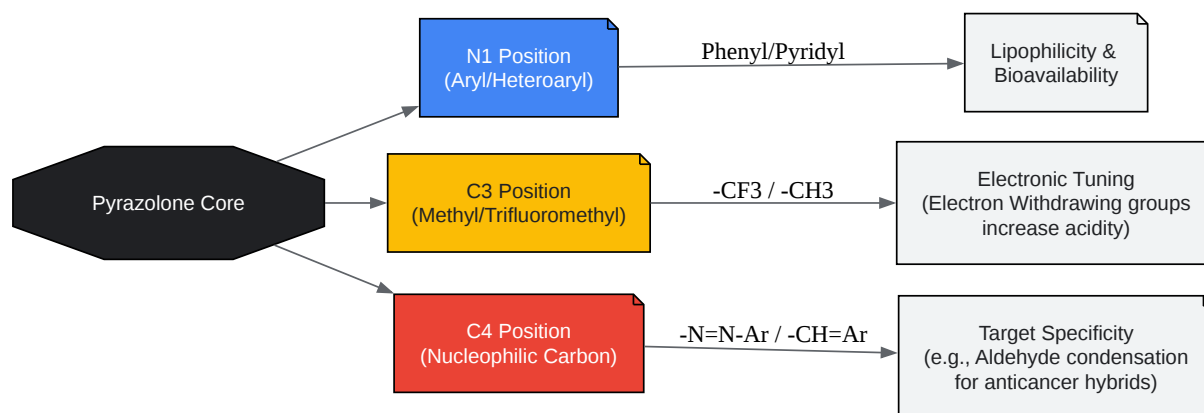 N1 Position
(Aryl/Heteroaryl)
Phenyl/Pyridyl
Lipophilicity &
Bioavailability
Pyrazolone Core
C3 Position
(Methyl/Trifluoromethyl)
-CF3 / -CH3
Electronic Tuning
(Electron Withdrawing groups
increase acidity)
C4 Position
(Nucleophilic Carbon)
-N=N-Ar / -CH=Ar
Target Specificity
(e.g., Aldehyde condensation
for anticancer hybrids)